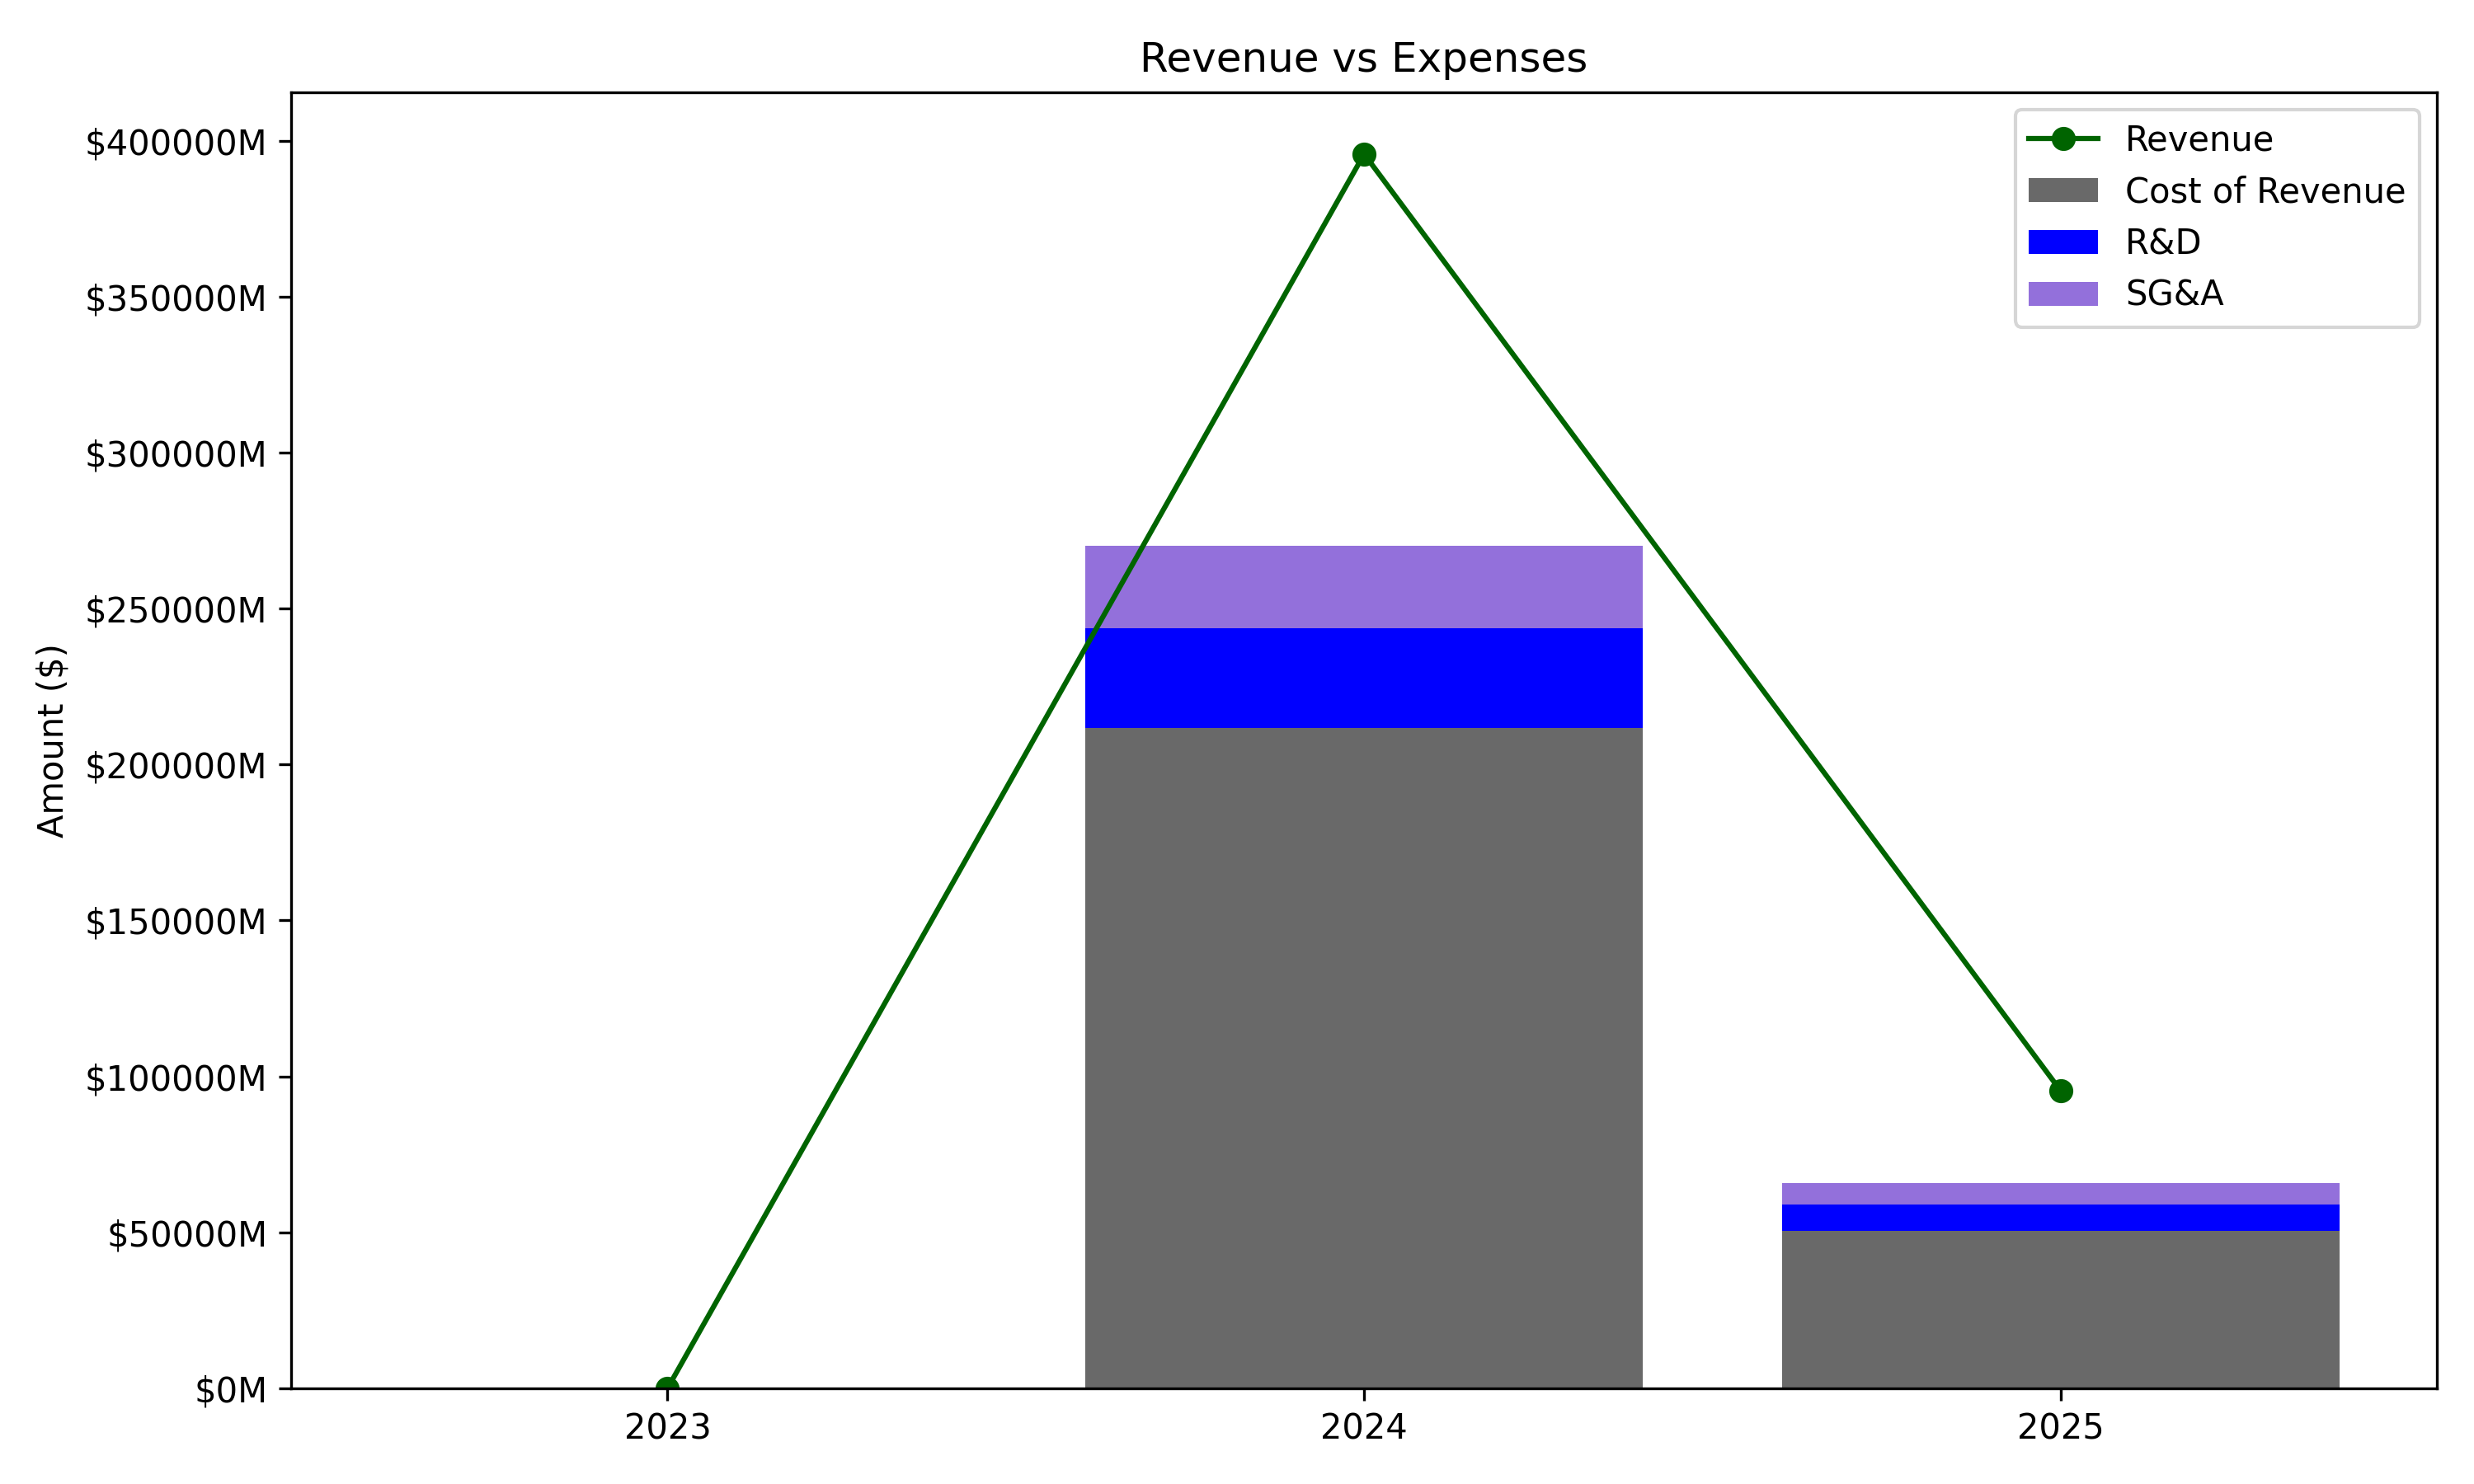 Revenue vs Expenses
Revenue
Cost of Revenue
R&D
SG&A
Amount ($)
$400000M
$350000M
$300000M
$250000M
$200000M
$150000M
$100000M
$50000M
$0M
2023
2024
2025